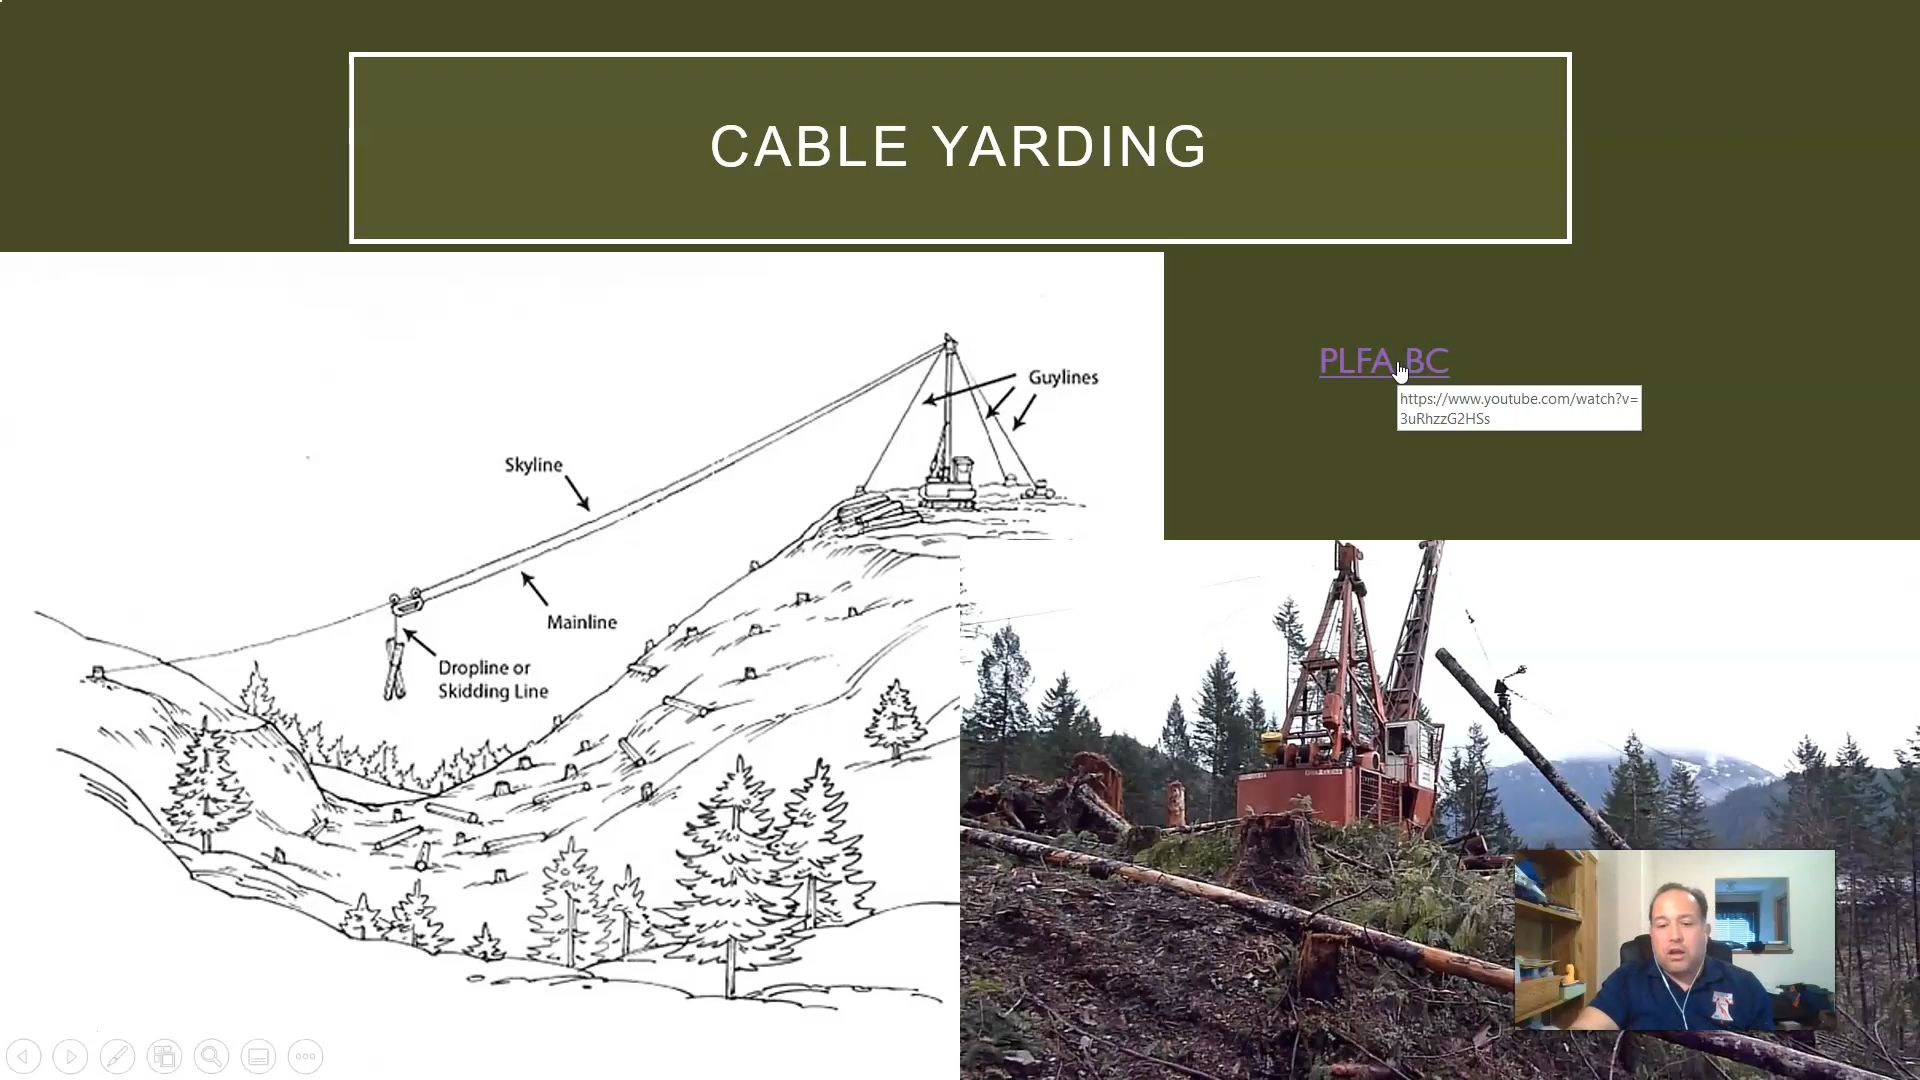 CABLE YARDING
Guylines
Skyline
Mainline
Dropline or
Skidding Line
PLFA BC
https://www.youtube.com/watch?v=
3uRhzzG2HSs